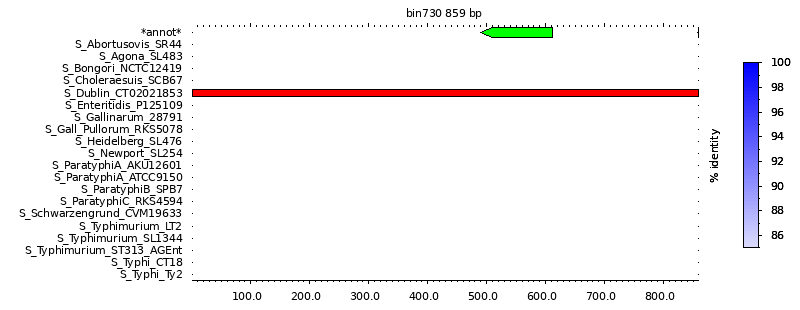 bin730 859 bp
*annot*
S_Abortusovis_SR44
S_Agona_SL483
S_Bongori_NCTC12419
S_Choleraesuis_SCB67
S_Dublin_CT02021853
S_Enteritidis_P125109
S_Gallinarum_28791
S_Gall_Pullorum_RKS5078
S_Heidelberg_SL476
S_Newport_SL254
S_ParatyphiA_AKU12601
S_ParatyphiA_ATCC9150
S_ParatyphiB_SPB7
S_ParatyphiC_RKS4594
S_Schwarzengrund_CVM19633
S_Typhimurium_LT2
S_Typhimurium_SL1344
S_Typhimurium_ST313_AGEnt
S_Typhi_CT18
S_Typhi_Ty2
100.0 200.0 300.0 400.0 500.0 600.0 700.0 800.0
% identity
100
98
96
94
92
90
88
86